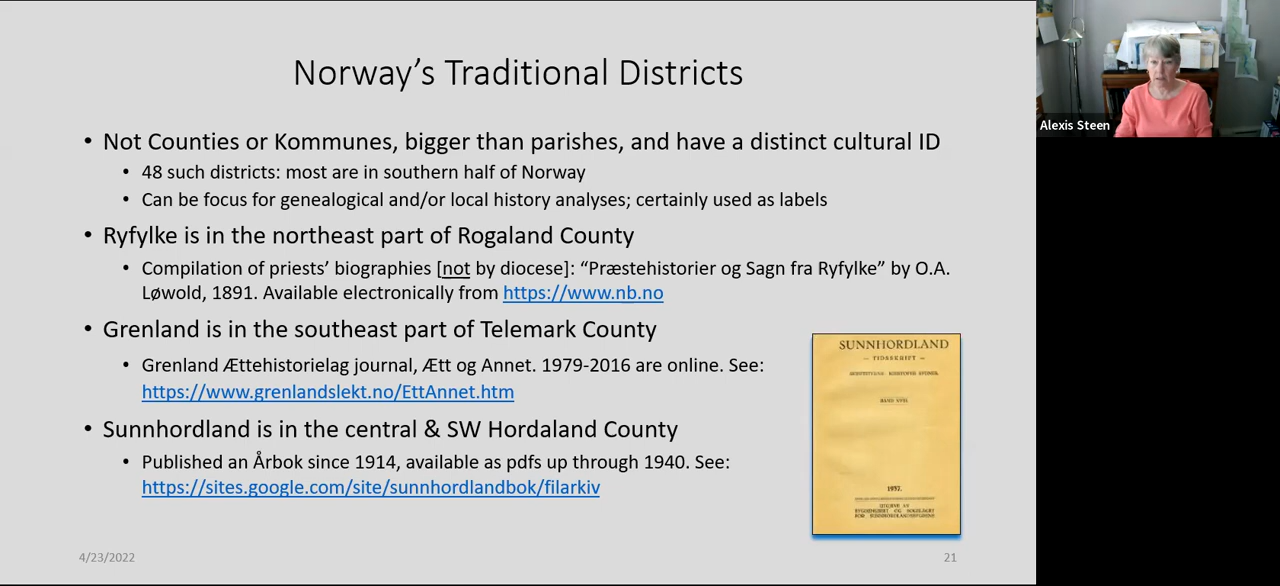 Norway's Traditional Districts
• Not Counties or Kommunes, bigger than parishes, and have a distinct cultural ID
• 48 such districts: most are in southern half of Norway
• Can be focus for genealogical and/or local history analyses; certainly used as labels
• Ryfylke is in the northeast part of Rogaland County
• Compilation of priests' biographies [not by diocese]: “Præstehistorier og Sagn fra Ryfylke” by O.A.
Løwold, 1891. Available electronically from https://www.nb.no
• Grenland is in the southeast part of Telemark County
• Grenland Ættehistorielag journal, Ætt og Annet. 1979-2016 are online. See:
https://www.grenlandslekt.no/EttAnnet.htm
• Sunnhordland is in the central & SW Hordaland County
• Published an Årbok since 1914, available as pdfs up through 1940. See:
https://sites.google.com/site/sunnhordlandbok/filarkiv
SUNNHORDLAND
— TIDSSKRIFT —
1937.
4/23/2022
21
Alexis Steen